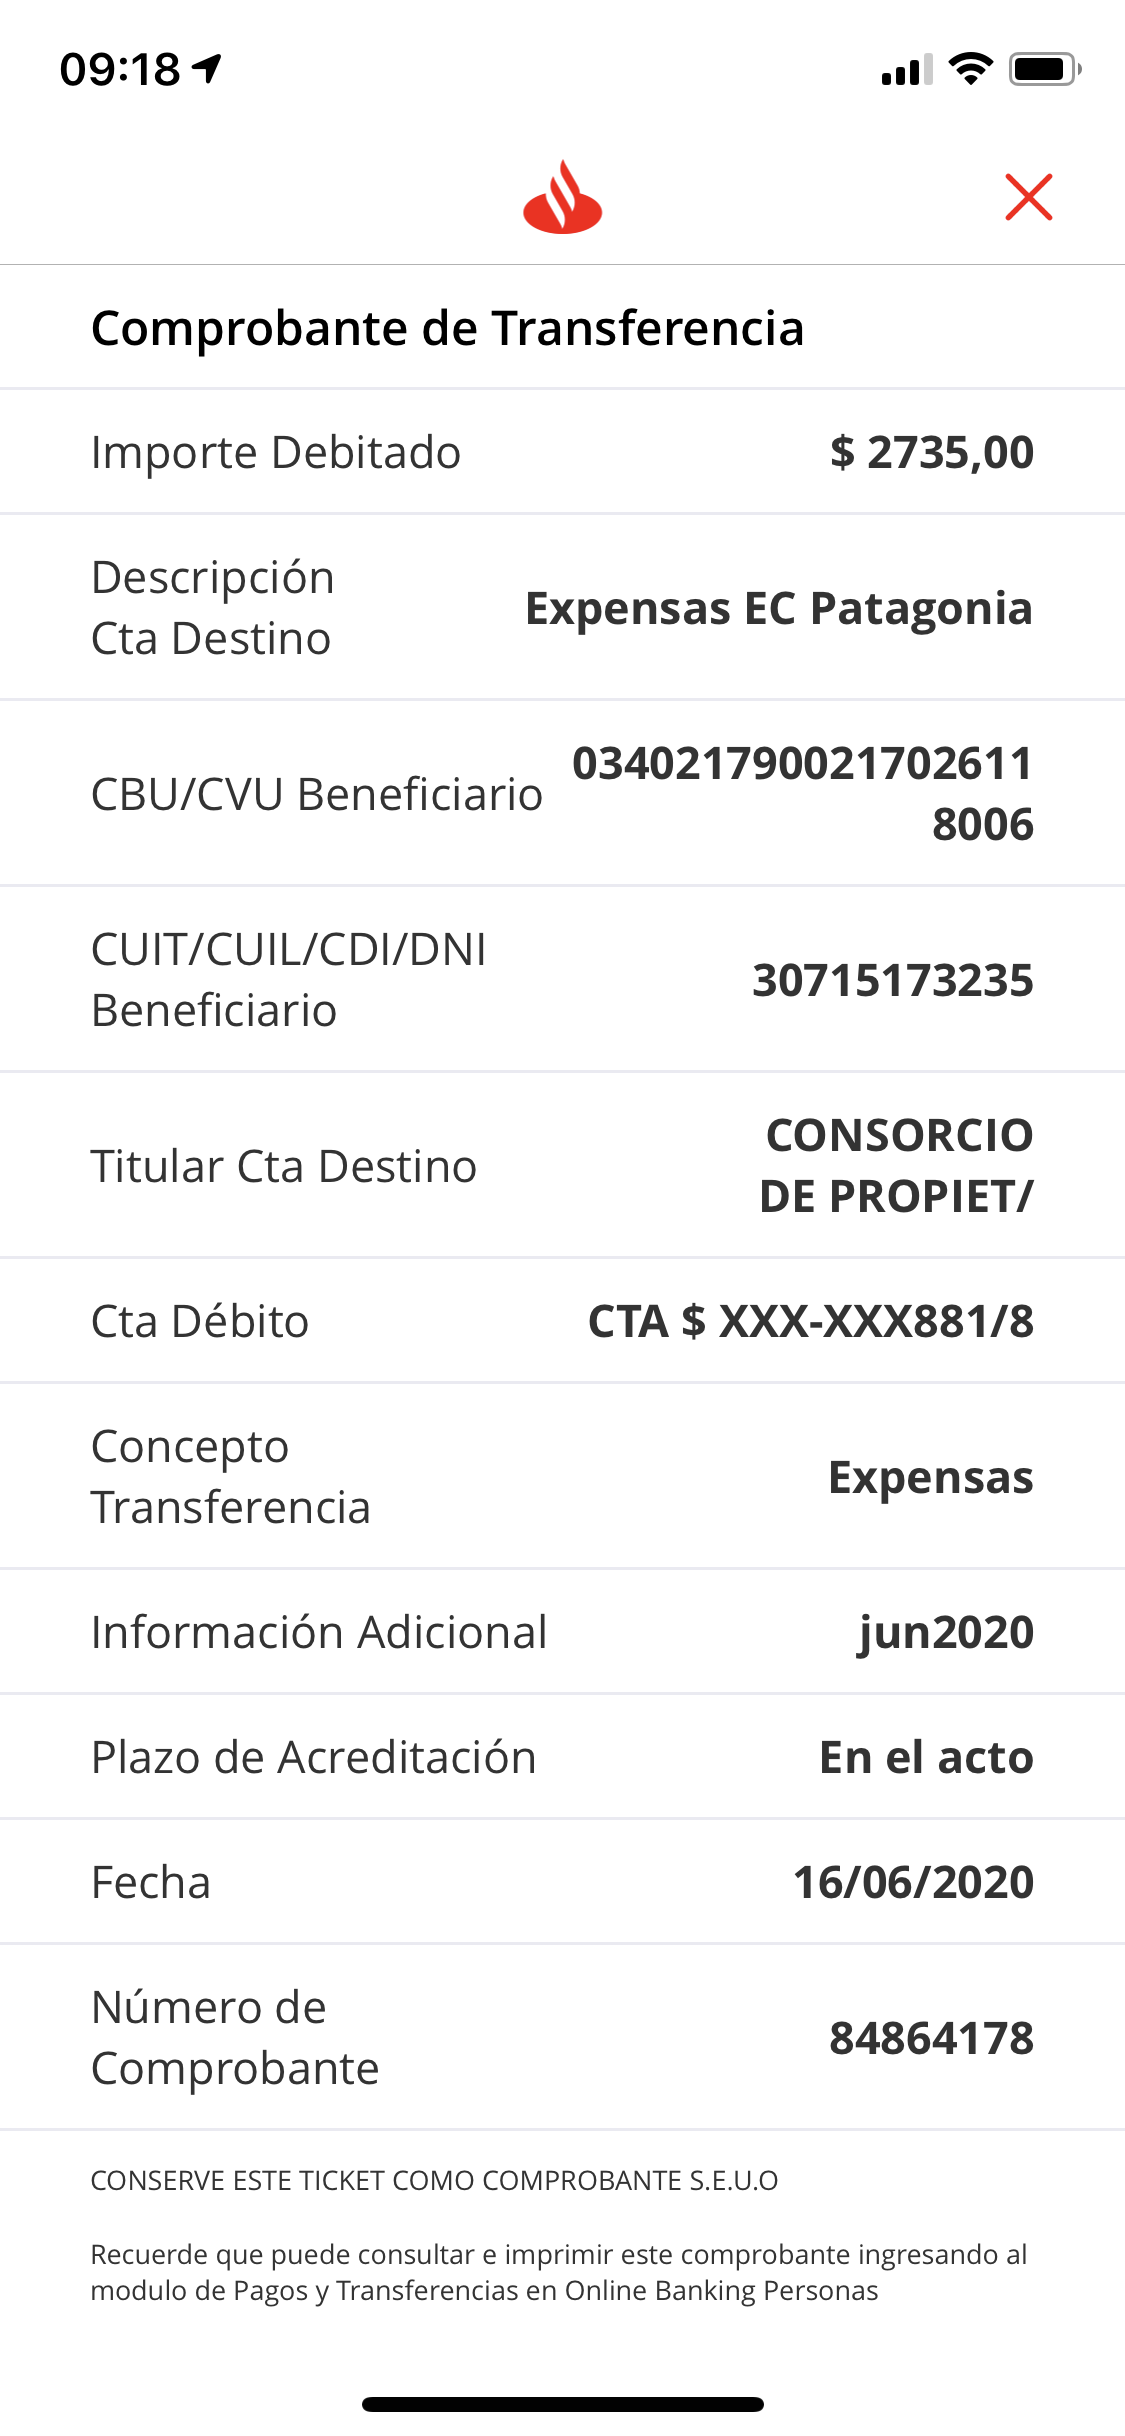 09:18
Comprobante de Transferencia
Importe Debitado $ 2735,00
Descripción
Cta Destino
Expensas EC Patagonia
CBU/CVU Beneficiario
034021790021702611
8006
CUIT/CUIL/CDI/DNI
Beneficiario
30715173235
Titular Cta Destino
CONSORCIO
DE PROPIET/
Cta Débito CTA $ XXX-XXX881/8
Concepto
Transferencia
Expensas
Información Adicional jun2020
Plazo de Acreditación En el acto
Fecha 16/06/2020
Número de
Comprobante
84864178
CONSERVE ESTE TICKET COMO COMPROBANTE S.E.U.O
Recuerde que puede consultar e imprimir este comprobante ingresando al
modulo de Pagos y Transferencias en Online Banking Personas